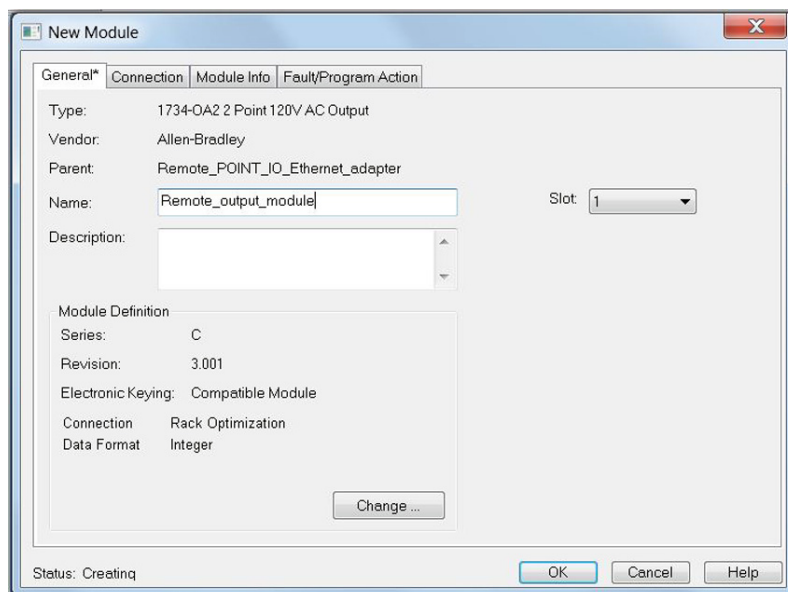 New Module
General* Connection Module Info Fault/Program Action
Type: 1734-OA2 2 Point 120V AC Output
Vendor: Allen-Bradley
Parent: Remote_POINT_IO_Ethernet_adapter
Name: Remote_output_module Slot: 1
Description:
Module Definition
Series: C
Revision: 3.001
Electronic Keying: Compatible Module
Connection Rack Optimization
Data Format Integer
Change ...
Status: Creating OK Cancel Help